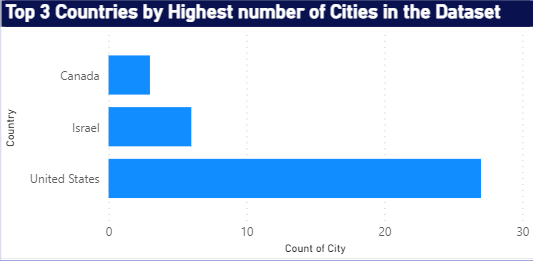 Top 3 Countries by Highest number of Cities in the Dataset
Country
Canada
Israel
United States
0 10 20 30
Count of City